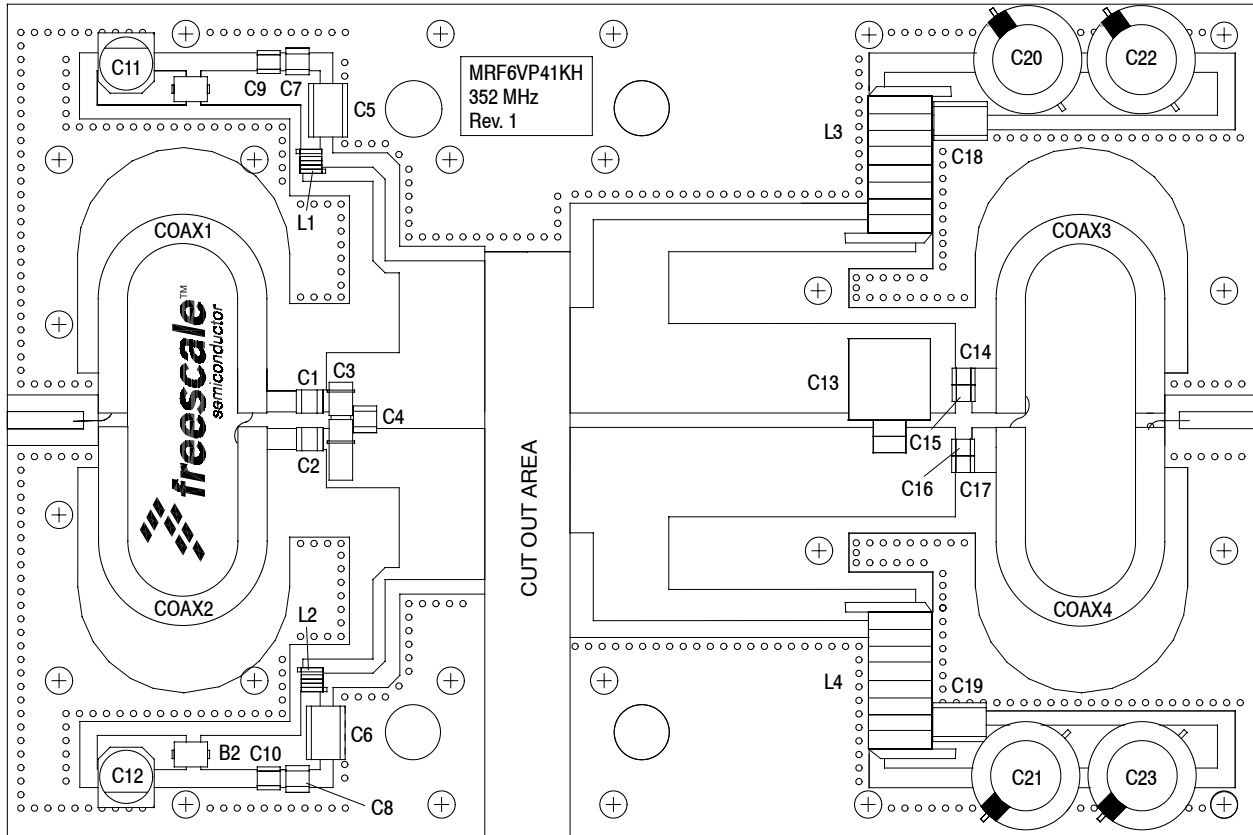 C11
C9 C7
C5
MRF6VP41KH
352 MHz
Rev. 1
C20
C22
L3
C18
L1
COAX1
COAX3
freescale™
semiconductor
C1
C3
C4
C2
C13
C14
C15
C16
C17
CUT OUT AREA
COAX2
COAX4
L2
L4
C19
C6
B2
C10
C12
C8
C21
C23